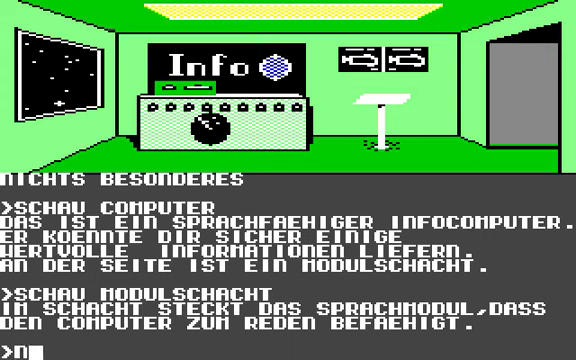 Info
NICHTS BESONDERES
>SCHAU COMPUTER
DAS IST EIN SPRACHFAEHIGER INFOCOMPUTER.
ER KOENNTE DIR SICHER EINIGE
WERTVOLLE  INFORMATIONEN LIEFERN.
AN DER SEITE IST EIN MODULSCHACHT.
>SCHAU MODULSCHACHT
IM SCHACHT STECKT DAS SPRACHMODUL,DASS
DEN COMPUTER ZUM REDEN BEFAEHIGT.
>N